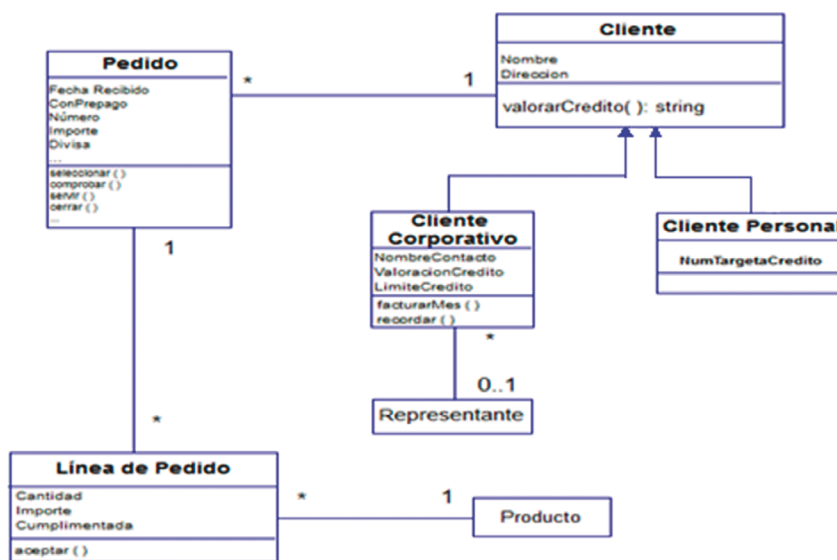 Pedido
Fecha Recibido
ConPrepago
Número
Importe
Divisa
...
seleccionar ( )
comprobar ( )
servir ( )
cerrar ( )
...
*
1
Cliente
Nombre
Direccion
valorarCredito( ): string
Cliente
Corporativo
NombreContacto
ValoracionCredito
LimiteCredito
facturarMes ( )
recordar ( )
Cliente Personal
NumTargetaCredito
*
0..1
Representante
1
*
Línea de Pedido
Cantidad
Importe
Cumplimentada
aceptar ( )
*
1
Producto